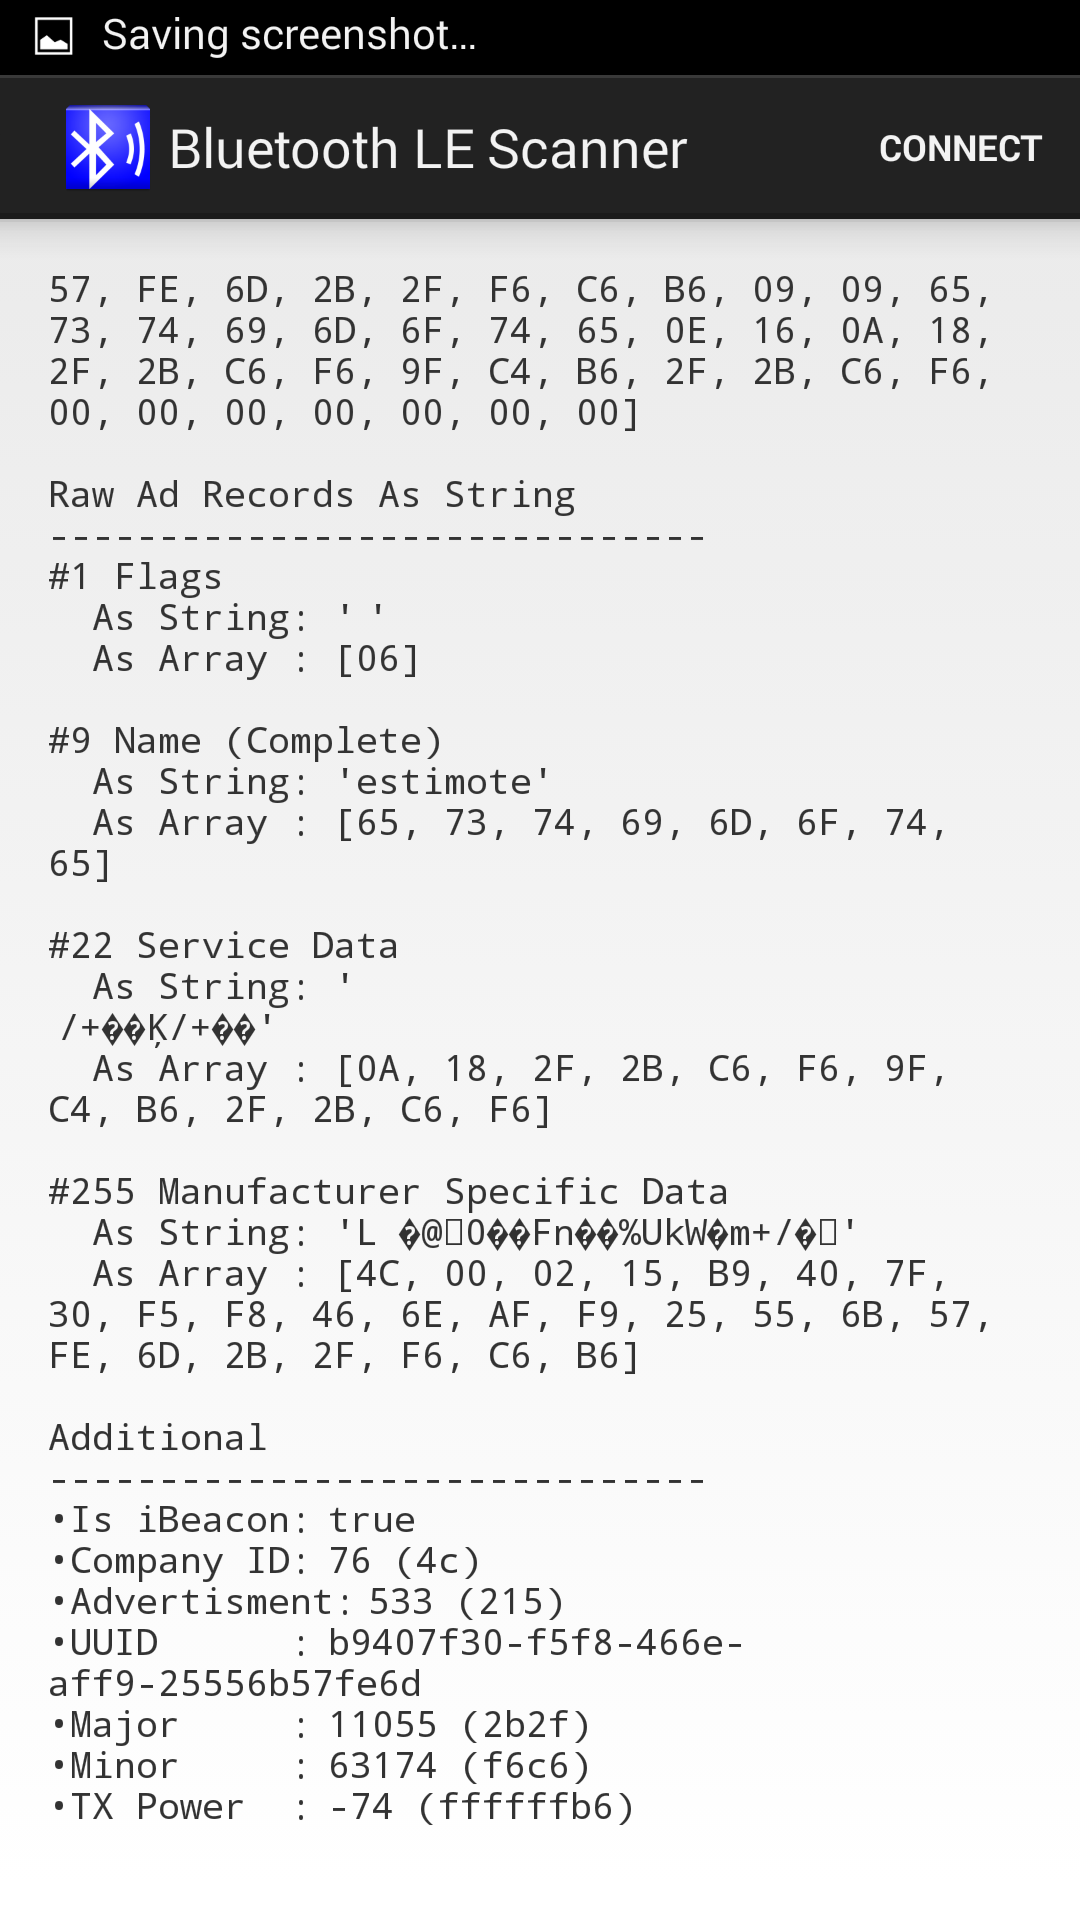 Saving screenshot...
Bluetooth LE Scanner
CONNECT
57, FE, 6D, 2B, 2F, F6, C6, B6, 09, 09, 65,
73, 74, 69, 6D, 6F, 74, 65, 0E, 16, 0A, 18,
2F, 2B, C6, F6, 9F, C4, B6, 2F, 2B, C6, F6,
00, 00, 00, 00, 00, 00, 00]
Raw Ad Records As String
------------------------------
#1 Flags
As String: ' '
As Array : [06]
#9 Name (Complete)
As String: 'estimote'
As Array : [65, 73, 74, 69, 6D, 6F, 74,
65]
#22 Service Data
As String: '
/+��Ķ/+��'
As Array : [0A, 18, 2F, 2B, C6, F6, 9F,
C4, B6, 2F, 2B, C6, F6]
#255 Manufacturer Specific Data
As String: 'L �@▯0��Fn��%UkW�m+/�▯'
As Array : [4C, 00, 02, 15, B9, 40, 7F,
30, F5, F8, 46, 6E, AF, F9, 25, 55, 6B, 57,
FE, 6D, 2B, 2F, F6, C6, B6]
Additional
------------------------------
•Is iBeacon: true
•Company ID: 76 (4c)
•Advertisment: 533 (215)
•UUID      : b9407f30-f5f8-466e-
aff9-25556b57fe6d
•Major     : 11055 (2b2f)
•Minor     : 63174 (f6c6)
•TX Power  : -74 (ffffffb6)